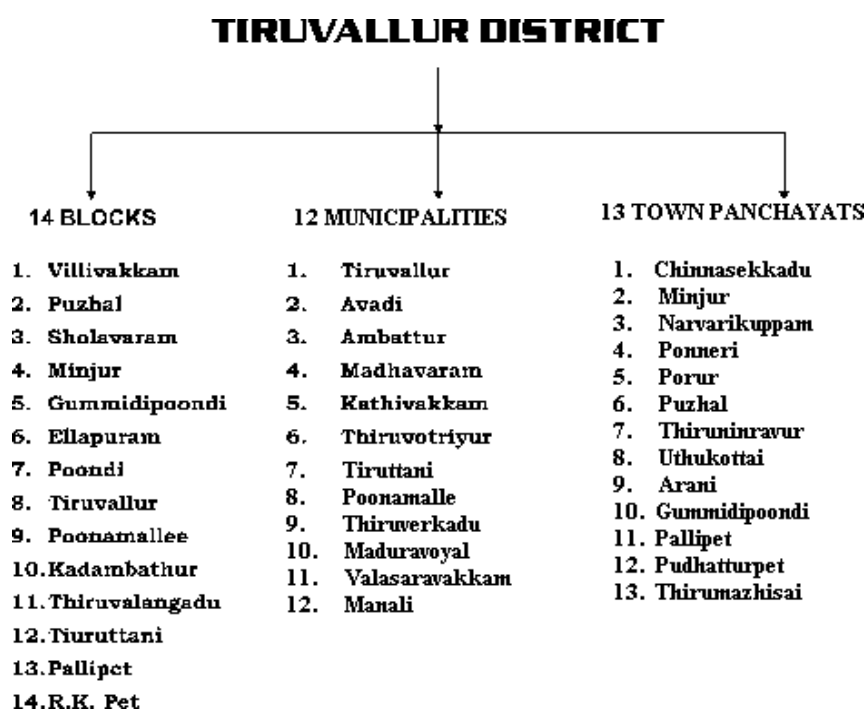 TIRUVALLUR DISTRICT
14 BLOCKS
1. Villivakkam
2. Puzhal
3. Sholavaram
4. Minjur
5. Gummidipoondi
6. Ellapuram
7. Poondi
8. Tiruvallur
9. Poonamallee
10.Kadambathur
11.Thiruvalangadu
12.Tiuruttani
13.Pallipet
14.R.K. Pet
12 MUNICIPALITIES
1. Tiruvallur
2. Avadi
3. Ambattur
4. Madhavaram
5. Kathivakkam
6. Thiruvotriyur
7. Tiruttani
8. Poonamalle
9. Thiruverkadu
10. Maduravoyal
11. Valasaravakkam
12. Manali
13 TOWN PANCHAYATS
1. Chinnasekkadu
2. Minjur
3. Narvarikuppam
4. Ponneri
5. Porur
6. Puzhal
7. Thiruninravur
8. Uthukottai
9. Arani
10. Gummidipoondi
11. Pallipet
12. Pudhatturpet
13. Thirumazhisai